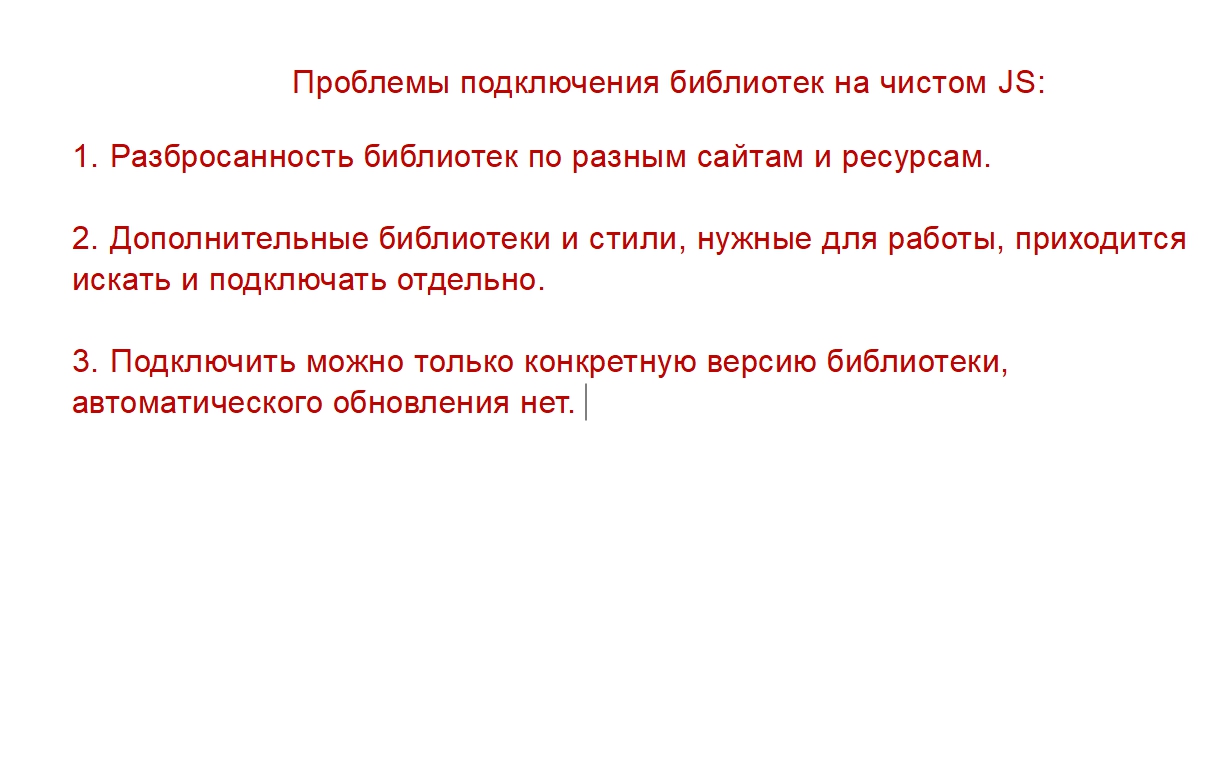 Проблемы подключения библиотек на чистом JS:
1. Разбросанность библиотек по разным сайтам и ресурсам.
2. Дополнительные библиотеки и стили, нужные для работы, приходится
искать и подключать отдельно.
3. Подключить можно только конкретную версию библиотеки,
автоматического обновления нет.